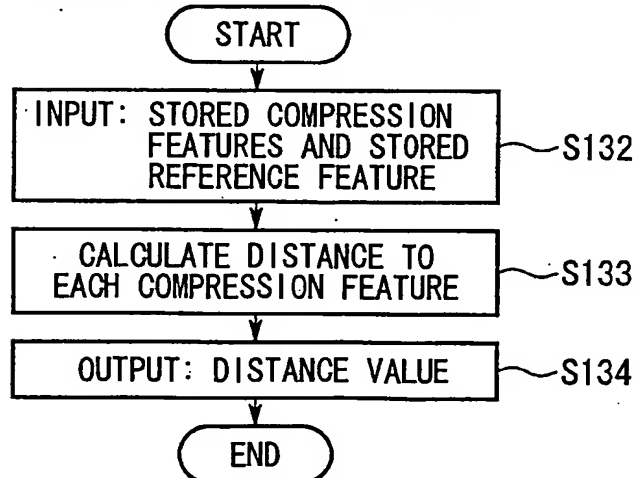 START
INPUT: STORED COMPRESSION
FEATURES AND STORED
REFERENCE FEATURE
S132
CALCULATE DISTANCE TO
EACH COMPRESSION FEATURE
S133
OUTPUT: DISTANCE VALUE
S134
END